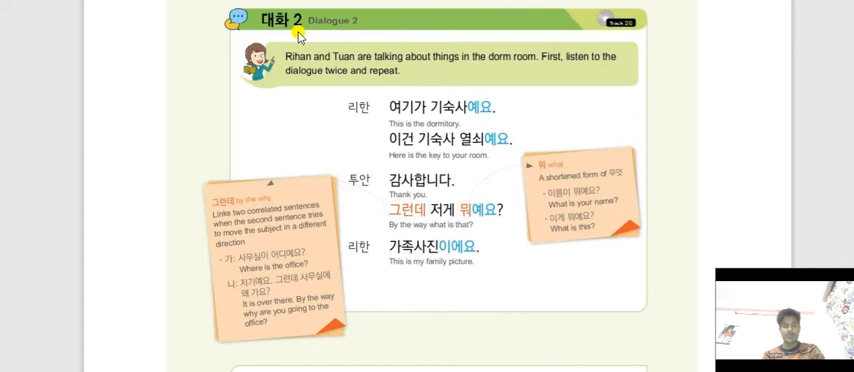 대화 2 Dialogue 2
Track 26
Rihan and Tuan are talking about things in the dorm room. First, listen to the
dialogue twice and repeat.
리한 여기가 기숙사예요.
This is the dormitory.
이건 기숙사 열쇠예요.
Here is the key to your room.
투안 감사합니다.
Thank you.
그런데 저게 뭐예요?
By the way what is that?
리한 가족사진이에요.
This is my family picture.
그런데 by the way
Links two correlated sentences
when the second sentence tries
to move the subject in a different
direction
· 가: 사무실이 어디예요?
Where is the office?
나: 저기예요. 그런데 사무실에
왜 가요?
It is over there. By the way
why are you going to the
office?
뭐 what
A shortened form of 무엇
· 이름이 뭐예요?
What is your name?
· 이게 뭐예요?
What is this?